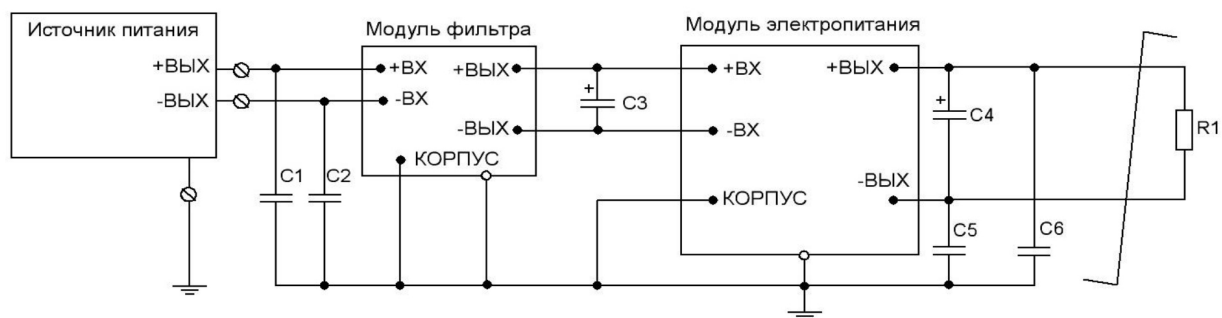 Источник питания
+ВЫХ
-ВЫХ
Модуль фильтра
+ВХ
-ВХ
+ВЫХ
-ВЫХ
КОРПУС
C1
C2
+
C3
Модуль электропитания
+ВХ
-ВХ
КОРПУС
+ВЫХ
-ВЫХ
+
C4
C5
C6
R1